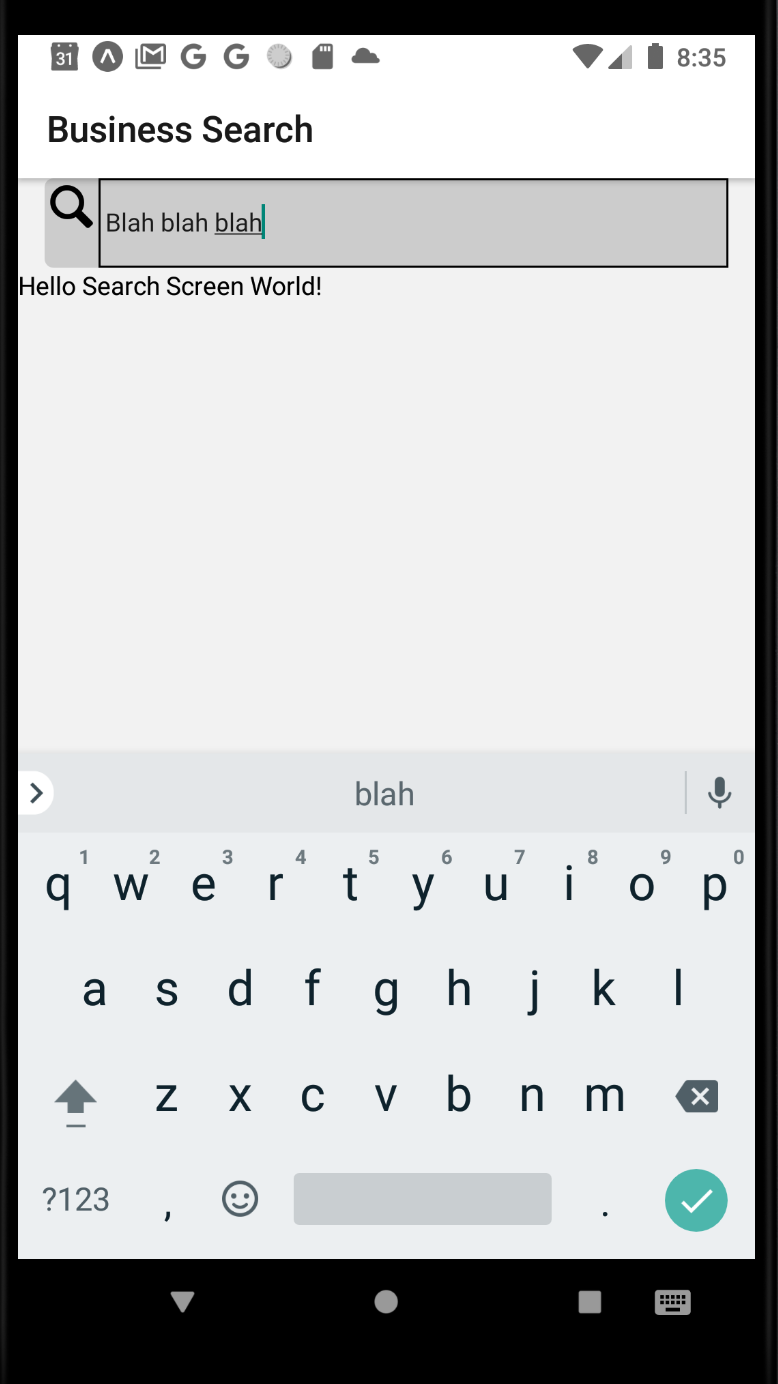 31 8:35
Business Search
Blah blah blah
Hello Search Screen World!
blah
1 2 3 4 5 6 7 8 9 0
q w e r t y u i o p
a s d f g h j k l
z x c v b n m
?123 , .